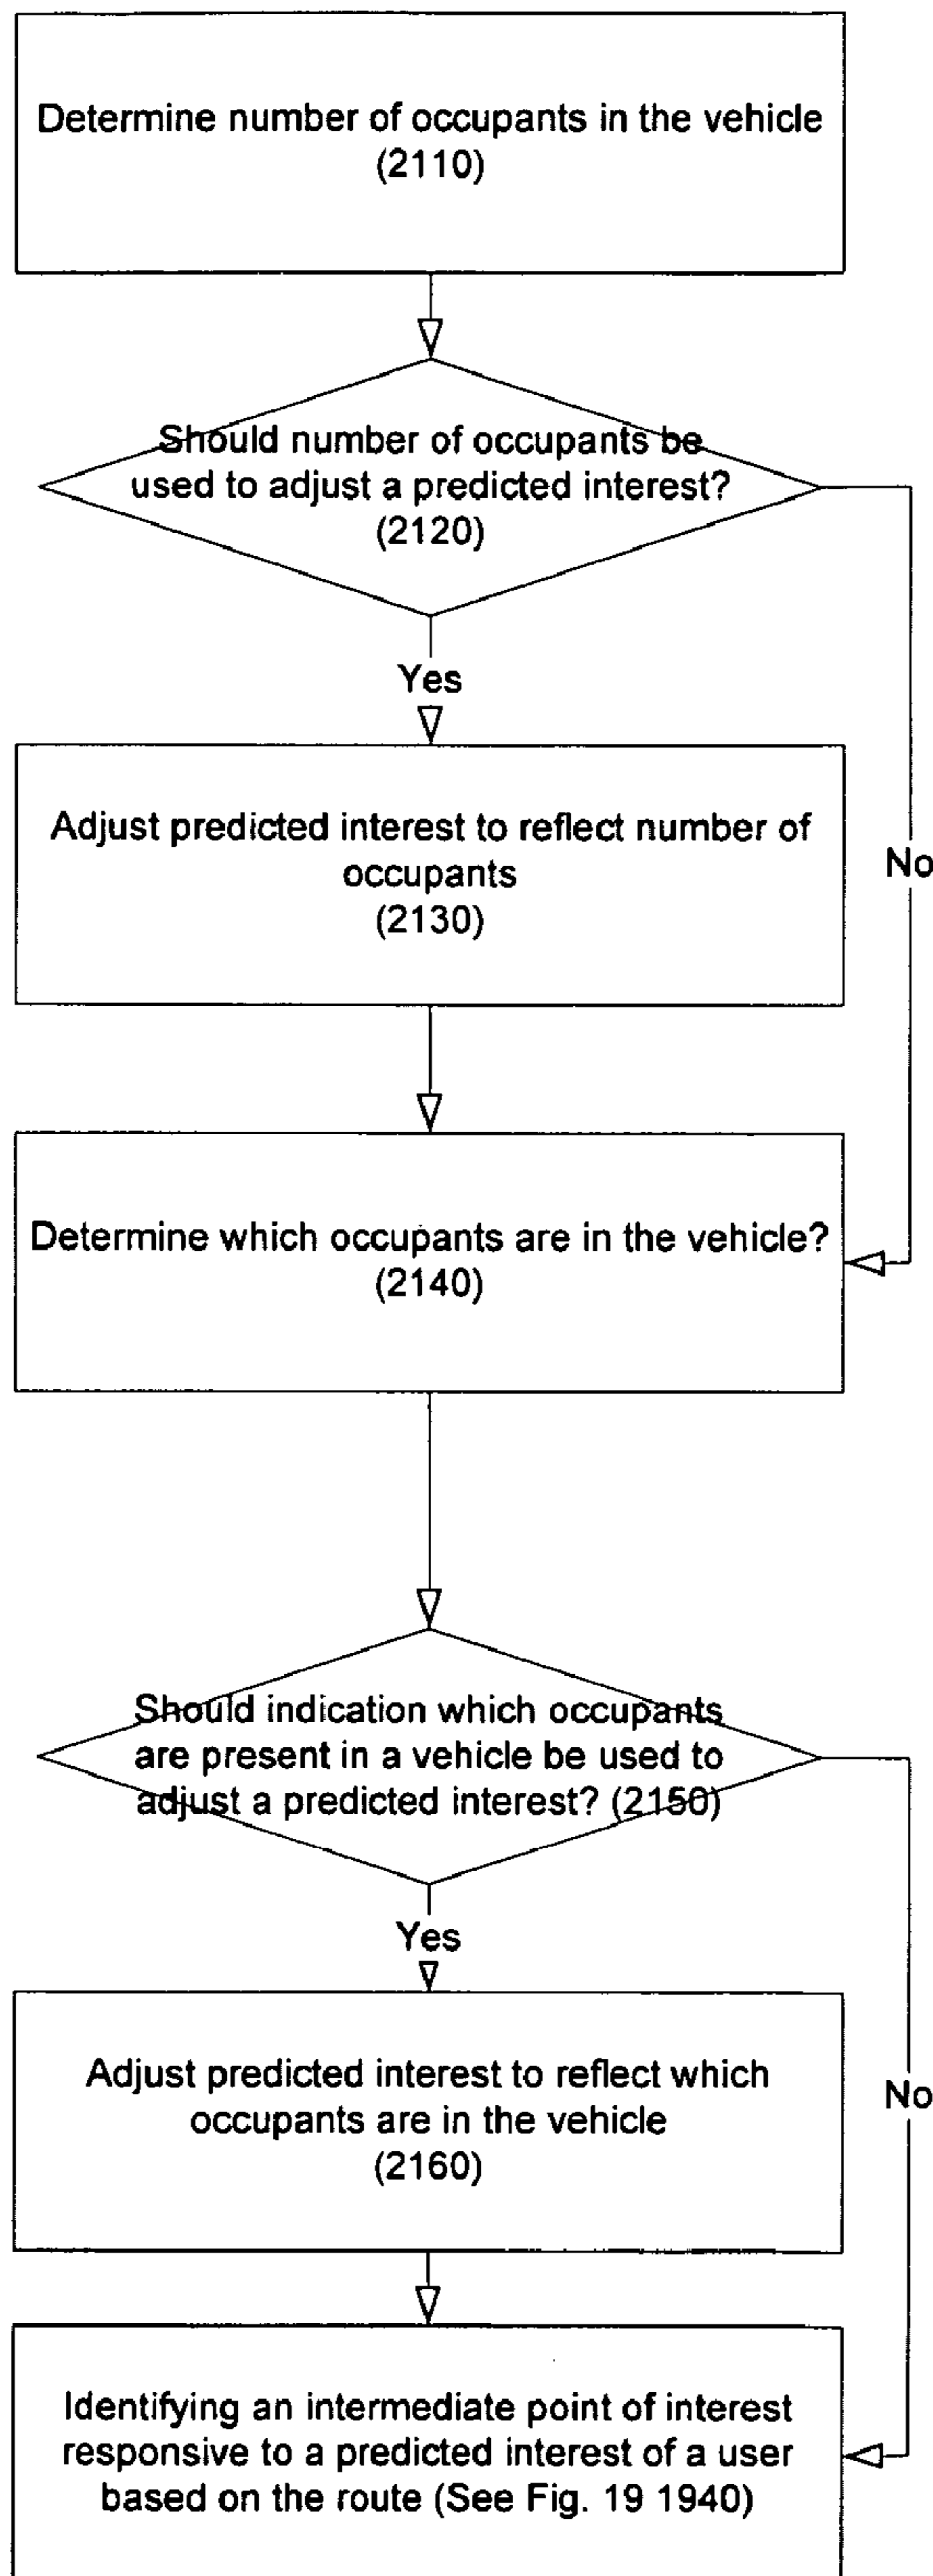 Determine number of occupants in the vehicle
(2110)
Should number of occupants be
used to adjust a predicted interest?
(2120)
Yes
Adjust predicted interest to reflect number of
occupants
(2130)
No
Determine which occupants are in the vehicle?
(2140)
Should indication which occupants
are present in a vehicle be used to
adjust a predicted interest? (2150)
Yes
Adjust predicted interest to reflect which
occupants are in the vehicle
(2160)
No
Identifying an intermediate point of interest
responsive to a predicted interest of a user
based on the route (See Fig. 19 1940)